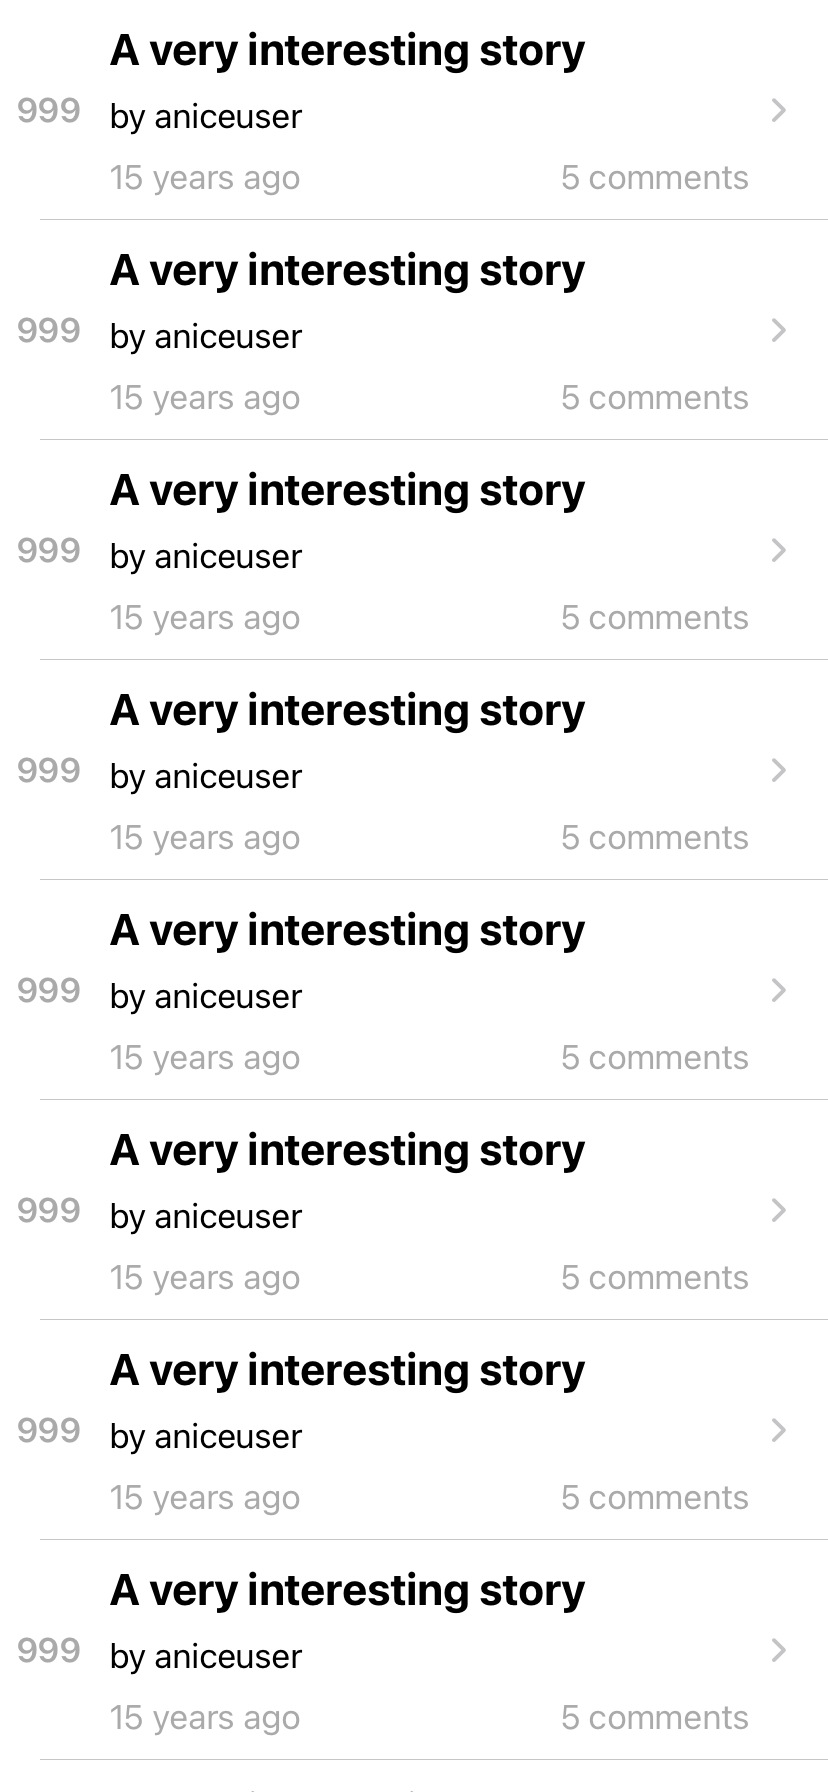 A very interesting story
999
by aniceuser
15 years ago 5 comments
A very interesting story
999
by aniceuser
15 years ago 5 comments
A very interesting story
999
by aniceuser
15 years ago 5 comments
A very interesting story
999
by aniceuser
15 years ago 5 comments
A very interesting story
999
by aniceuser
15 years ago 5 comments
A very interesting story
999
by aniceuser
15 years ago 5 comments
A very interesting story
999
by aniceuser
15 years ago 5 comments
A very interesting story
999
by aniceuser
15 years ago 5 comments